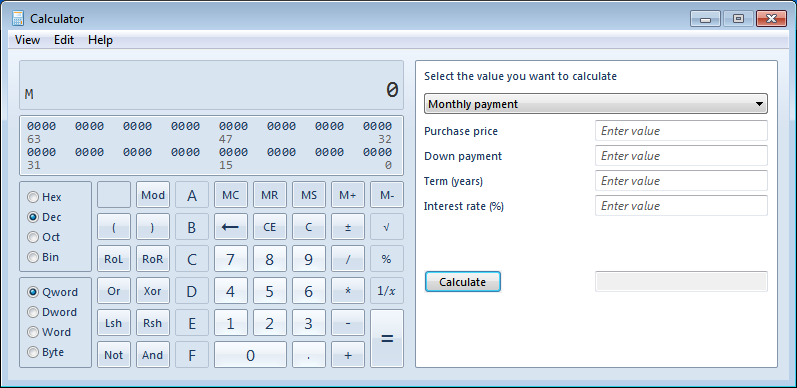 Calculator
View Edit Help
M 0
0000 0000 0000 0000 0000 0000 0000 0000
63 47 32
0000 0000 0000 0000 0000 0000 0000 0000
31 15 0
Hex
Dec
Oct
Bin
Qword
Dword
Word
Byte
Mod A MC MR MS M+ M-
( ) B ← CE C ± √
RoL RoR C 7 8 9 / %
Or Xor D 4 5 6 * 1/x
Lsh Rsh E 1 2 3 - =
Not And F 0 . +
Select the value you want to calculate
Monthly payment
Purchase price Enter value
Down payment Enter value
Term (years) Enter value
Interest rate (%) Enter value
Calculate